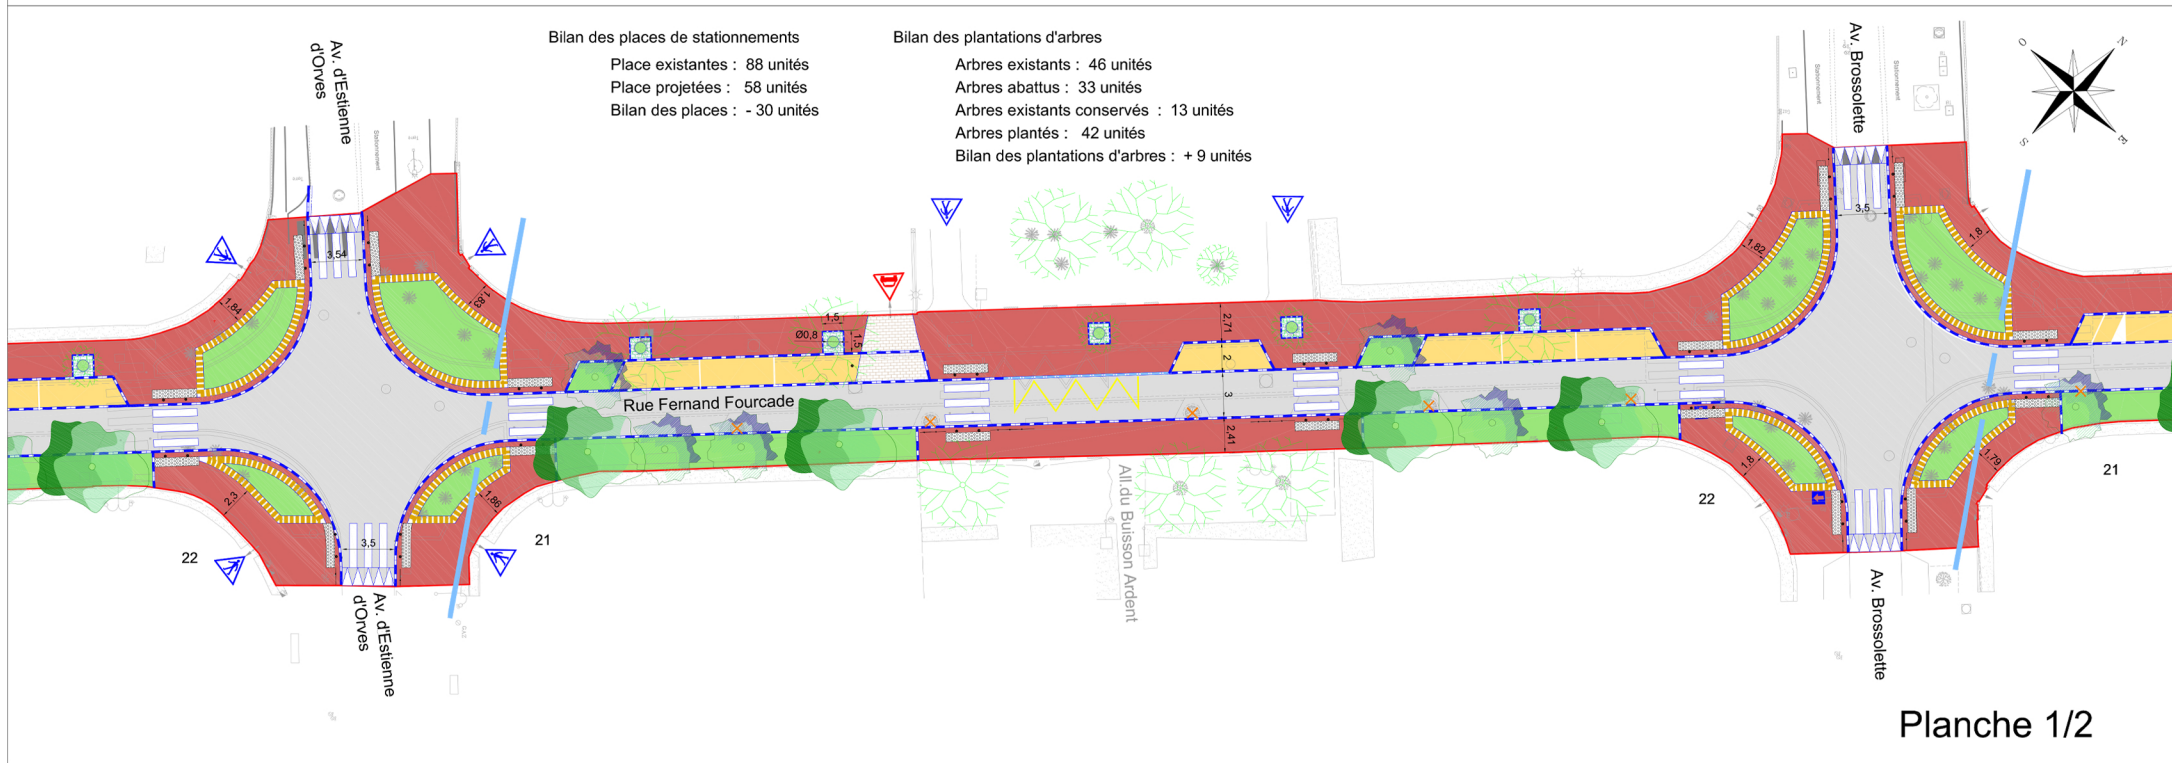 Bilan des places de stationnements
Place existantes : 88 unités
Place projetées : 58 unités
Bilan des places : - 30 unités
Bilan des plantations d'arbres
Arbres existants : 46 unités
Arbres abattus : 33 unités
Arbres existants conservés : 13 unités
Arbres plantés : 42 unités
Bilan des plantations d'arbres : + 9 unités
Av. d'Estienne
d'Orves
Stationnement
Av. Brossolette
Stationnement
Stationnement
O
N
S
E
3,54
1,84
1,83
1,5
Ø0,8
1,5
2,71
2
3
2,41
3,5
1,82
1,8
Rue Fernand Fourcade
2,3
1,86
3,5
22
21
Av. d'Estienne
d'Orves
All.du Buisson Ardent
1,8
1,79
22
21
Av. Brossolette
Planche 1/2